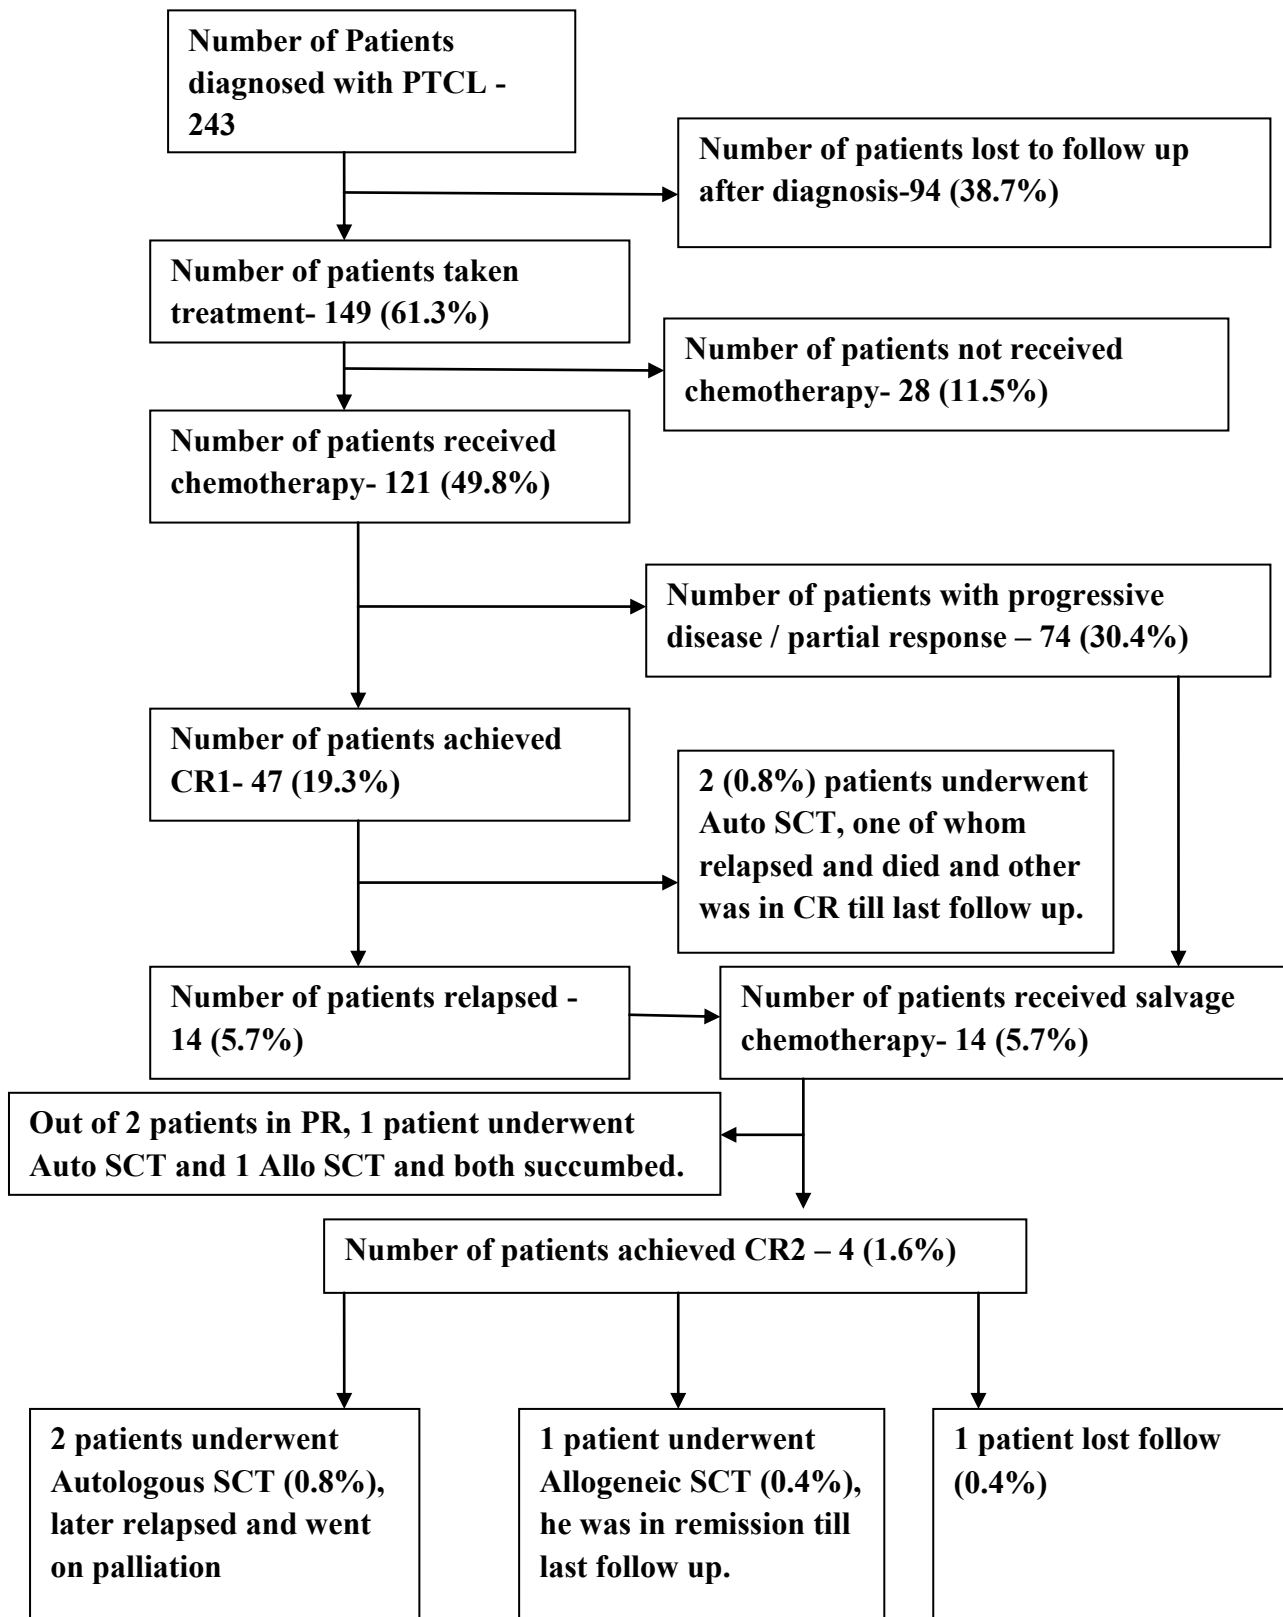 Number of Patients
diagnosed with PTCL -
243
Number of patients lost to follow up
after diagnosis-94 (38.7%)
Number of patients taken
treatment- 149 (61.3%)
Number of patients not received
chemotherapy- 28 (11.5%)
Number of patients received
chemotherapy- 121 (49.8%)
Number of patients with progressive
disease / partial response – 74 (30.4%)
Number of patients achieved
CR1- 47 (19.3%)
2 (0.8%) patients underwent
Auto SCT, one of whom
relapsed and died and other
was in CR till last follow up.
Number of patients relapsed -
14 (5.7%)
Number of patients received salvage
chemotherapy- 14 (5.7%)
Out of 2 patients in PR, 1 patient underwent
Auto SCT and 1 Allo SCT and both succumbed.
Number of patients achieved CR2 – 4 (1.6%)
2 patients underwent
Autologous SCT (0.8%),
later relapsed and went
on palliation
1 patient underwent
Allogeneic SCT (0.4%),
he was in remission till
last follow up.
1 patient lost follow
(0.4%)